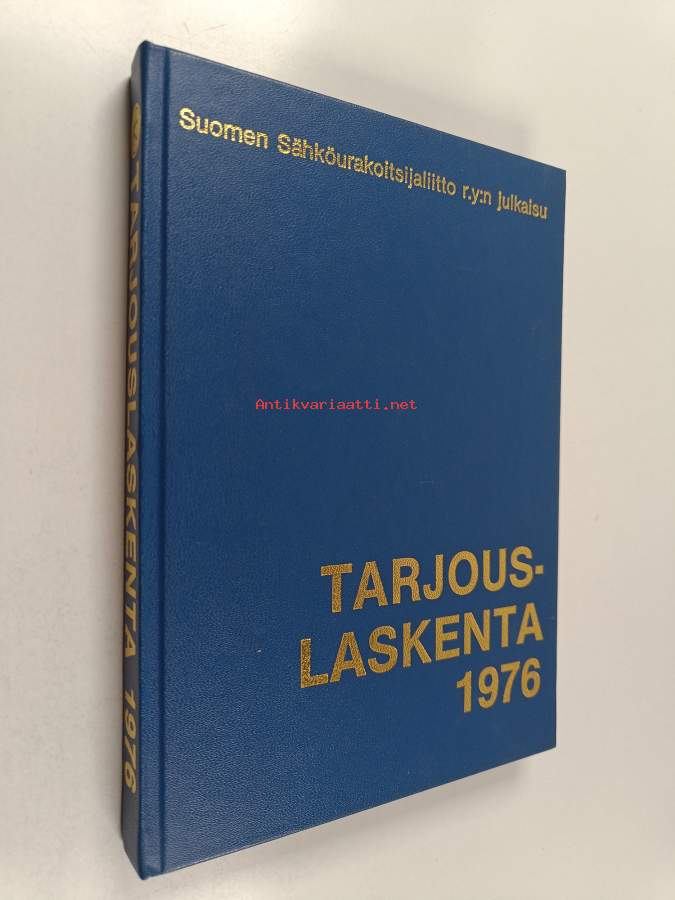 Suomen Sähköurakoitsijaliitto r.y:n julkaisu
TARJOUSLASKENTA 1976
Antikvariaatti.net
TARJOUS-
LASKENTA
1976